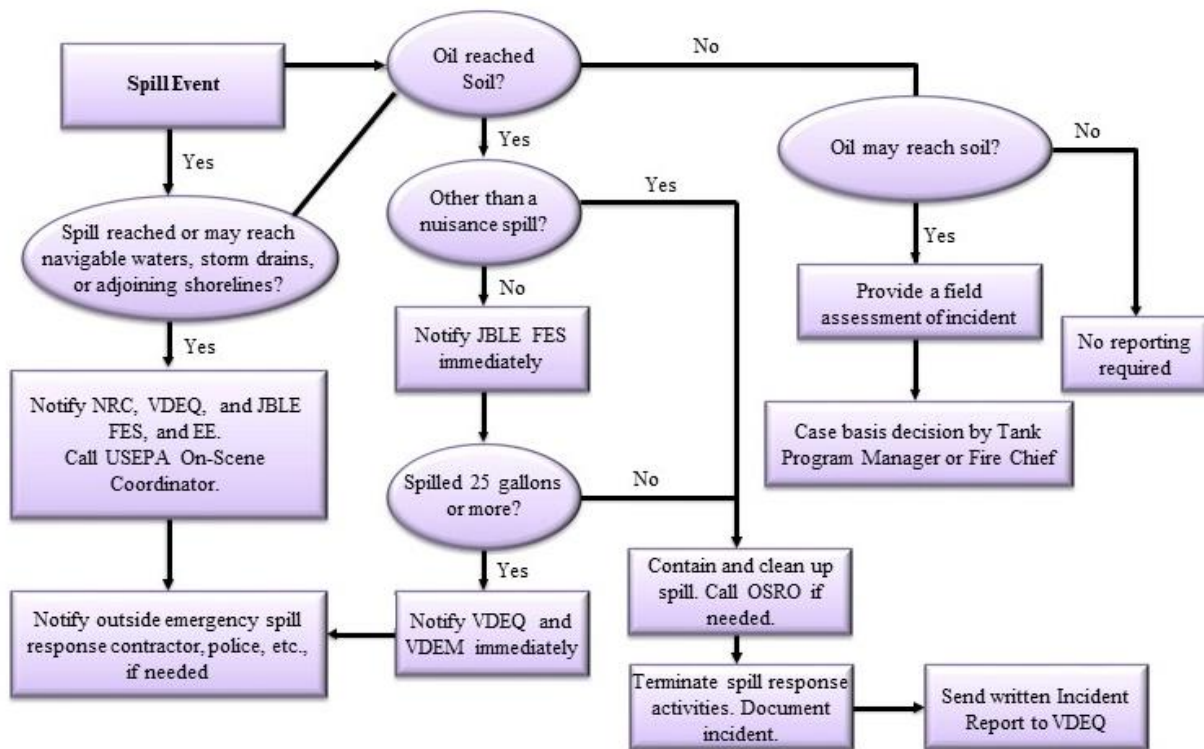 Spill Event
Yes
Spill reached or may reach
navigable waters, storm drains,
or adjoining shorelines?
Yes
Notify NRC, VDEQ, and JBLE
FES, and EE.
Call USEPA On-Scene
Coordinator.
Notify outside emergency spill
response contractor, police, etc.,
if needed
Oil reached
Soil?
No
Yes
Other than a
nuisance spill?
Yes
No
Notify JBLE FES
immediately
Spilled 25 gallons
or more?
No
Yes
Notify VDEQ and
VDEM immediately
Oil may reach soil?
No
Yes
Provide a field
assessment of incident
No reporting
required
Case basis decision by Tank
Program Manager or Fire Chief
Contain and clean up
spill. Call OSRO if
needed.
Terminate spill response
activities. Document
incident.
Send written Incident
Report to VDEQ